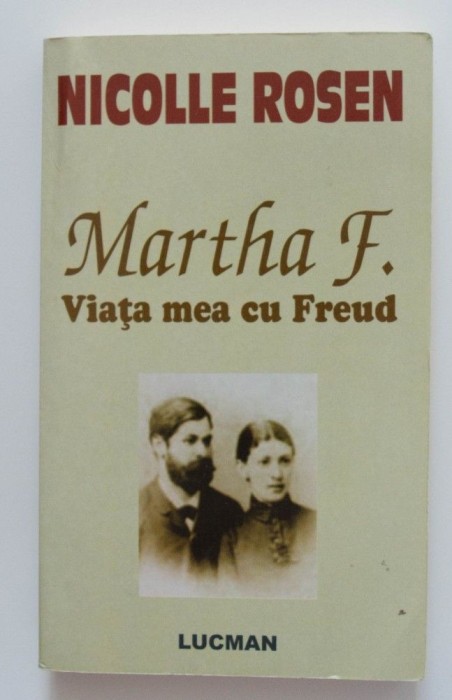 NICOLLE ROSEN
Martha F.
Viaţa mea cu Freud
LUCMAN